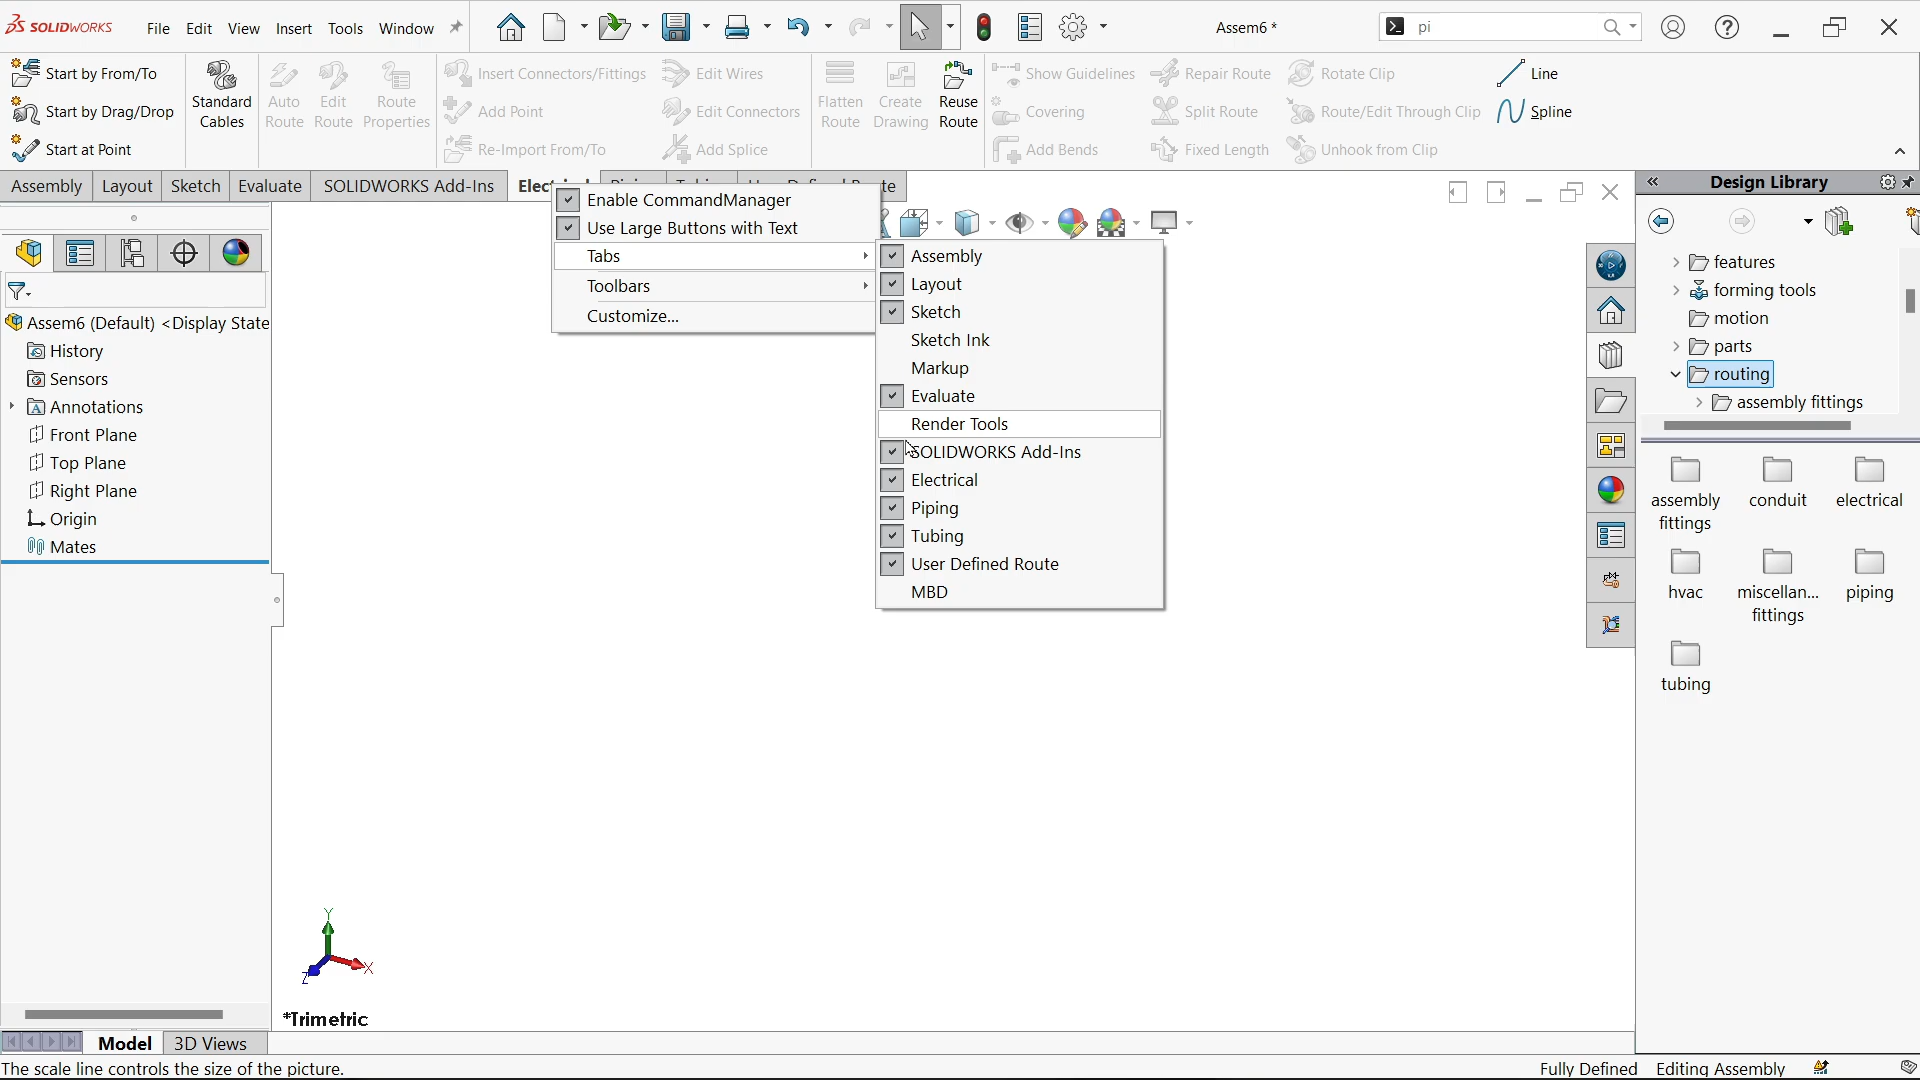 SOLIDWORKS File Edit View Insert Tools Window Assem6 * pi
Start by From/To
Start by Drag/Drop
Start at Point
Standard Cables
Auto Route
Edit Route
Route Properties
Insert Connectors/Fittings
Add Point
Re-Import From/To
Edit Wires
Edit Connectors
Add Splice
Flatten Route
Create Drawing
Reuse Route
Show Guidelines
Covering
Add Bends
Repair Route
Split Route
Fixed Length
Rotate Clip
Route/Edit Through Clip
Unhook from Clip
Line
Spline
Assembly Layout Sketch Evaluate SOLIDWORKS Add-Ins
Enable CommandManager
Use Large Buttons with Text
Tabs
Toolbars
Customize...
Assembly
Layout
Sketch
Sketch Ink
Markup
Evaluate
Render Tools
SOLIDWORKS Add-Ins
Electrical
Piping
Tubing
User Defined Route
MBD
Assem6 (Default) <Display State
History
Sensors
Annotations
Front Plane
Top Plane
Right Plane
Origin
Mates
Y
X
Z
*Trimetric
Design Library
features
forming tools
motion
parts
routing
assembly fittings
assembly fittings
conduit
electrical
hvac
miscellan... fittings
piping
tubing
Model 3D Views
The scale line controls the size of the picture.
Fully Defined Editing Assembly